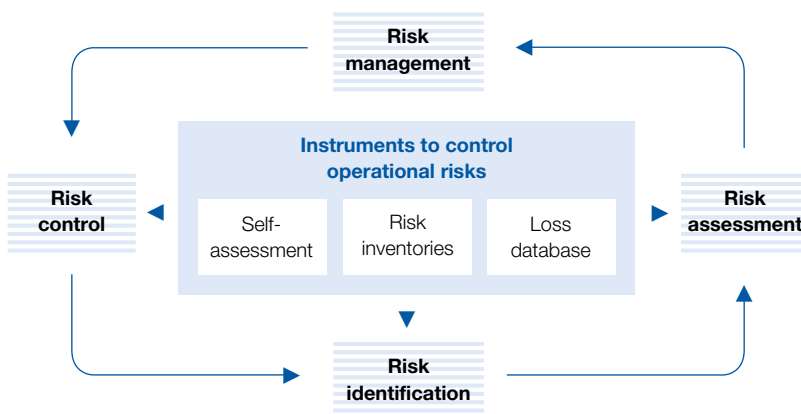 Risk
management
Instruments to control
operational risks
Risk
control
Self-
assessment
Risk
inventories
Loss
database
Risk
assessment
Risk
identification